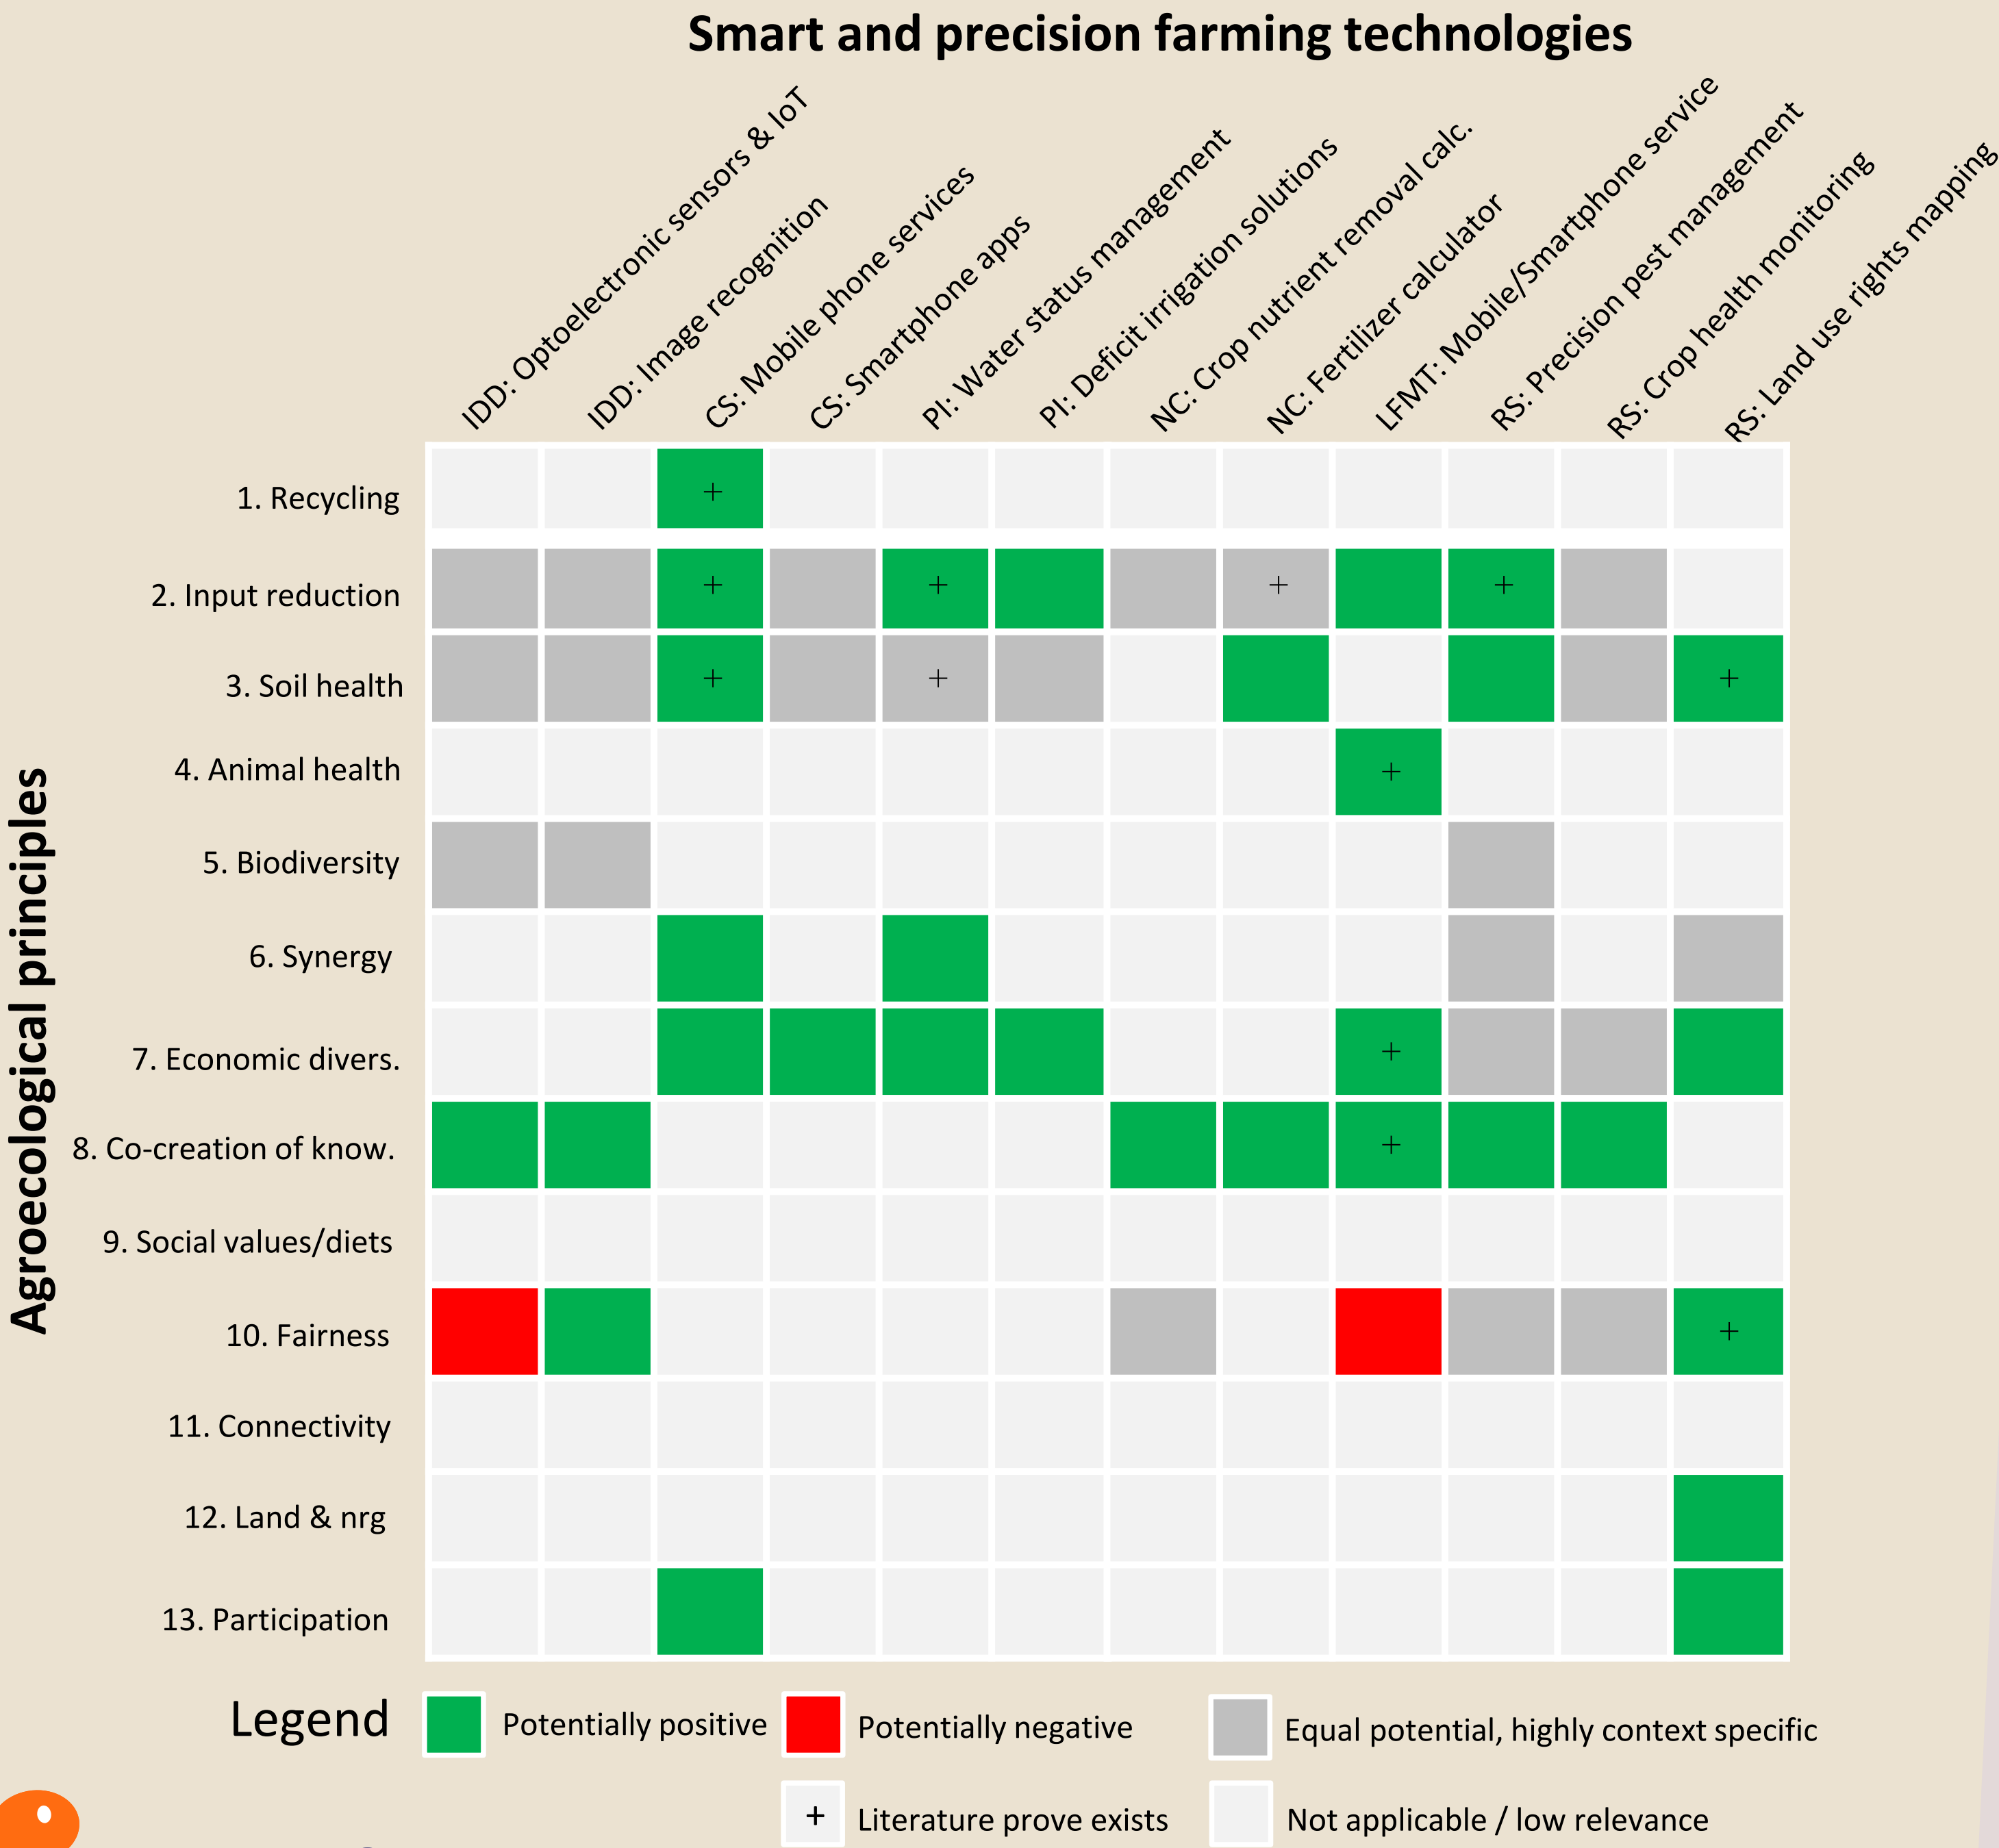 Smart and precision farming technologies
IDD: Optoelectronic sensors & IoT
IDD: Image recognition
CS: Mobile phone services
CS: Smartphone apps
PI: Water status management
PI: Deficit irrigation solutions
NC: Crop nutrient removal calc.
NC: Fertilizer calculator
LFMT: Mobile/Smartphone service
RS: Precision pest management
RS: Crop health monitoring
RS: Land use rights mapping
Agroecological principles
1. Recycling +
2. Input reduction + + + +
3. Soil health + + +
4. Animal health +
5. Biodiversity
6. Synergy
7. Economic divers. +
8. Co-creation of know. +
9. Social values/diets
10. Fairness +
11. Connectivity
12. Land & nrg
13. Participation
Legend
Potentially positive
Potentially negative
Equal potential, highly context specific
+ Literature prove exists
Not applicable / low relevance